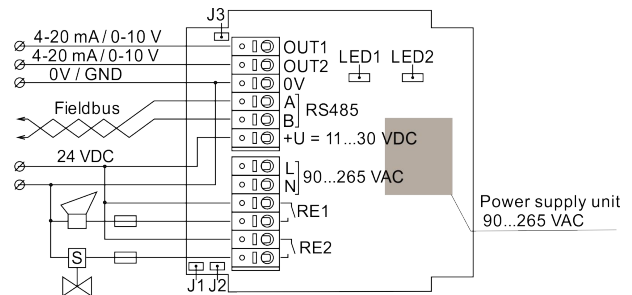 J3
4-20 mA / 0-10 V
OUT1
4-20 mA / 0-10 V
OUT2
LED1 LED2
0V / GND
0V
Fieldbus
A
B
RS485
+U = 11...30 VDC
24 VDC
L
N
90...265 VAC
Power supply unit
90...265 VAC
RE1
RE2
S
J1 J2